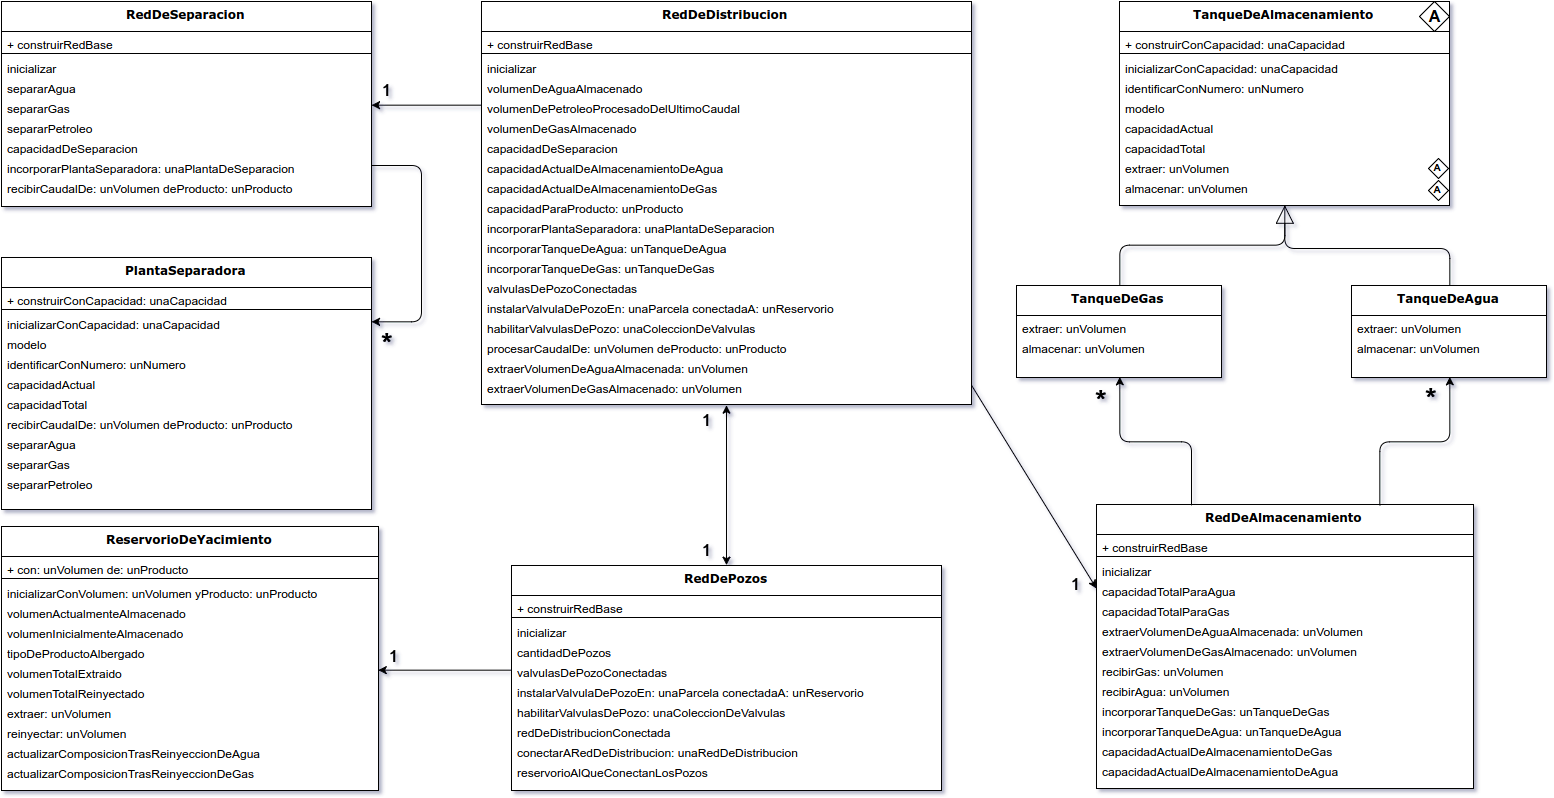 RedDeSeparacion
+ construirRedBase
inicializar
separarAgua
separarGas
separarPetroleo
capacidadDeSeparacion
incorporarPlantaSeparadora: unaPlantaDeSeparacion
recibirCaudalDe: unVolumen deProducto: unProducto
1
*
RedDeDistribucion
+ construirRedBase
inicializar
volumenDeAguaAlmacenado
volumenDePetroleoProcesadoDelUltimoCaudal
volumenDeGasAlmacenado
capacidadDeSeparacion
capacidadActualDeAlmacenamientoDeAgua
capacidadActualDeAlmacenamientoDeGas
capacidadParaProducto: unProducto
incorporarPlantaSeparadora: unaPlantaDeSeparacion
incorporarTanqueDeAgua: unTanqueDeAgua
incorporarTanqueDeGas: unTanqueDeGas
valvulasDePozoConectadas
instalarValvulaDePozoEn: unaParcela conectadaA: unReservorio
habilitarValvulasDePozo: unaColeccionDeValvulas
procesarCaudalDe: unVolumen deProducto: unProducto
extraerVolumenDeAguaAlmacenada: unVolumen
extraerVolumenDeGasAlmacenado: unVolumen
TanqueDeAlmacenamiento
A
+ construirConCapacidad: unaCapacidad
inicializarConCapacidad: unaCapacidad
identificarConNumero: unNumero
modelo
capacidadActual
capacidadTotal
extraer: unVolumen
A
almacenar: unVolumen
A
PlantaSeparadora
+ construirConCapacidad: unaCapacidad
inicializarConCapacidad: unaCapacidad
modelo
identificarConNumero: unNumero
capacidadActual
capacidadTotal
recibirCaudalDe: unVolumen deProducto: unProducto
separarAgua
separarGas
separarPetroleo
TanqueDeGas
extraer: unVolumen
almacenar: unVolumen
*
TanqueDeAgua
extraer: unVolumen
almacenar: unVolumen
*
1
1
1
1
ReservorioDeYacimiento
+ con: unVolumen de: unProducto
inicializarConVolumen: unVolumen yProducto: unProducto
volumenActualmenteAlmacenado
volumenInicialmenteAlmacenado
tipoDeProductoAlbergado
volumenTotalExtraido
volumenTotalReinyectado
extraer: unVolumen
reinyectar: unVolumen
actualizarComposicionTrasReinyeccionDeAgua
actualizarComposicionTrasReinyeccionDeGas
RedDePozos
+ construirRedBase
inicializar
cantidadDePozos
valvulasDePozoConectadas
instalarValvulaDePozoEn: unaParcela conectadaA: unReservorio
habilitarValvulasDePozo: unaColeccionDeValvulas
redDeDistribucionConectada
conectarARedDeDistribucion: unaRedDeDistribucion
reservorioAlQueConectanLosPozos
RedDeAlmacenamiento
+ construirRedBase
inicializar
capacidadTotalParaAgua
capacidadTotalParaGas
extraerVolumenDeAguaAlmacenada: unVolumen
extraerVolumenDeGasAlmacenado: unVolumen
recibirGas: unVolumen
recibirAgua: unVolumen
incorporarTanqueDeGas: unTanqueDeGas
incorporarTanqueDeAgua: unTanqueDeAgua
capacidadActualDeAlmacenamientoDeGas
capacidadActualDeAlmacenamientoDeAgua